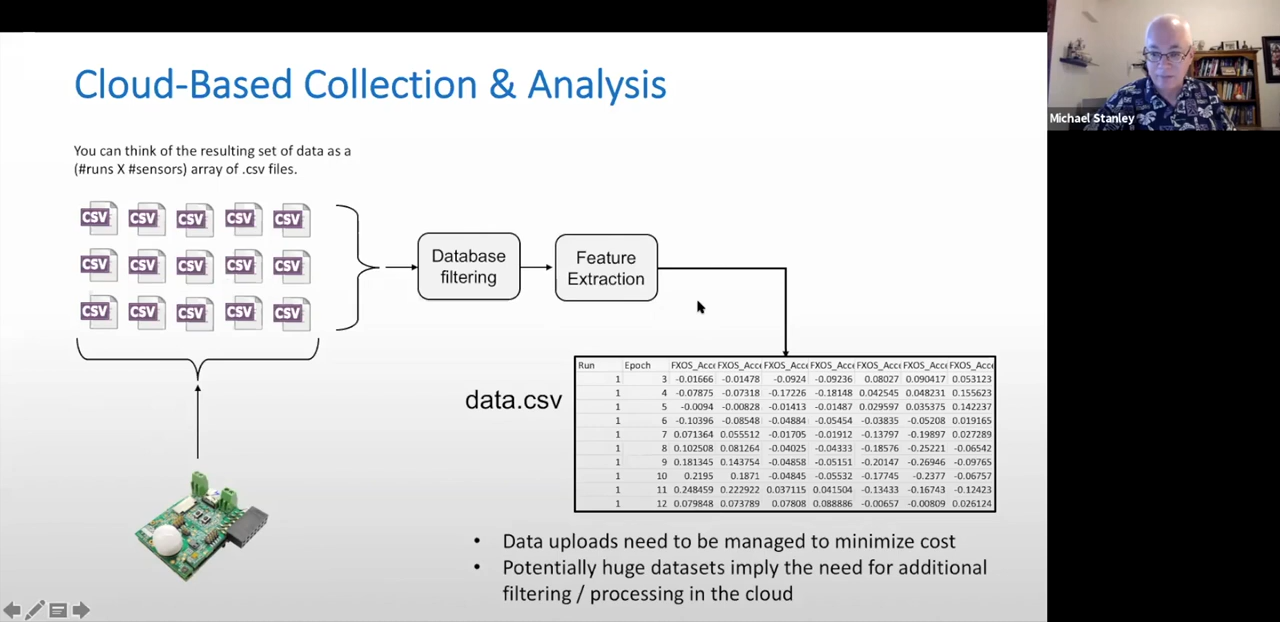 Cloud-Based Collection & Analysis
Michael Stanley
You can think of the resulting set of data as a
(#runs X #sensors) array of .csv files.
CSV CSV CSV CSV CSV
CSV CSV CSV CSV CSV
CSV CSV CSV CSV CSV
Database
filtering
Feature
Extraction
data.csv
Run Epoch FXOS_Acce FXOS_Acc FXOS_Acc FXOS_Acc FXOS_Acc FXOS_Acc FXOS_Acce
1 3 -0.01666 -0.01478 -0.0924 -0.09236 0.08027 0.090417 0.053123
1 4 -0.07875 -0.07318 -0.17226 -0.18148 0.042545 0.048231 0.155623
1 5 -0.0094 -0.00828 -0.01413 -0.01487 0.029597 0.035375 0.142237
1 6 -0.10396 -0.08548 -0.04884 -0.05454 -0.03835 -0.05208 0.019165
1 7 0.071364 0.055512 -0.01705 -0.01912 -0.13797 -0.19897 0.027289
1 8 0.102508 0.081264 -0.04025 -0.04333 -0.18576 -0.25221 -0.06542
1 9 0.181345 0.143754 -0.04858 -0.05151 -0.20147 -0.26946 -0.09765
1 10 0.2195 0.1871 -0.04845 -0.05532 -0.17745 -0.2377 -0.06757
1 11 0.248459 0.222922 0.037115 0.041504 -0.13433 -0.16743 -0.12423
1 12 0.079848 0.073789 0.07808 0.088886 -0.00657 -0.00809 0.026124
• Data uploads need to be managed to minimize cost
• Potentially huge datasets imply the need for additional
filtering / processing in the cloud